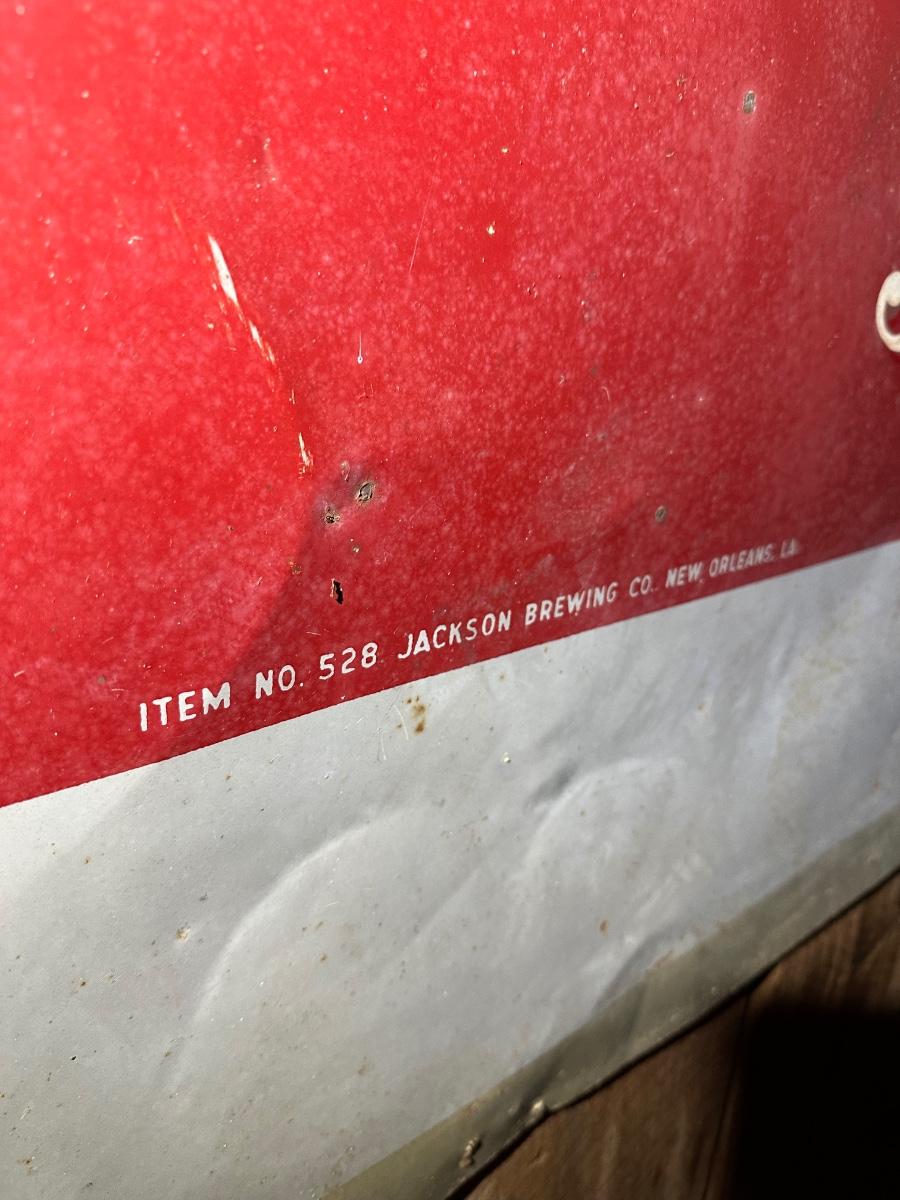 ITEM NO. 528 JACKSON BREWING CO. NEW ORLEANS, LA.